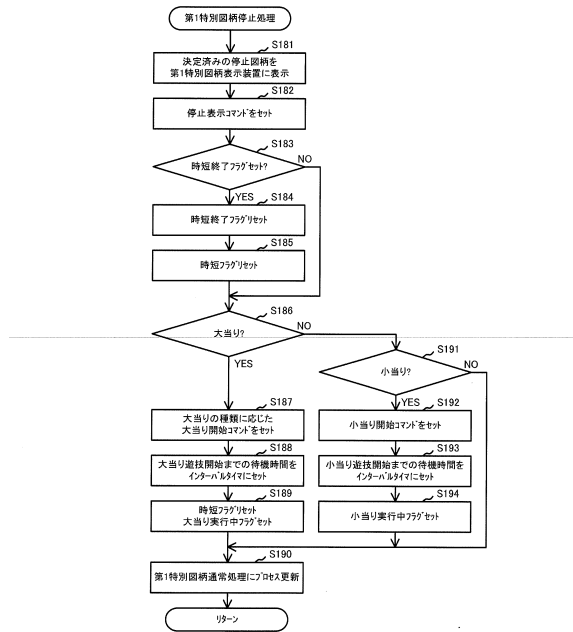 第1特別図柄停止処理
S181
決定済みの停止図柄を
第1特別図柄表示装置に表示
S182
停止表示コマンドをセット
S183
時短終了フラグセット?
NO
YES
S184
時短終了フラグリセット
S185
時短フラグリセット
S186
大当り?
NO
YES
S191
小当り?
NO
YES
S187
大当りの種類に応じた
大当り開始コマンドをセット
S188
大当り遊技開始までの待機時間を
インターバルタイマにセット
S189
時短フラグリセット
大当り実行中フラグセット
S192
小当り開始コマンドをセット
S193
小当り遊技開始までの待機時間を
インターバルタイマにセット
S194
小当り実行中フラグセット
S190
第1特別図柄通常処理にプロセス更新
リターン